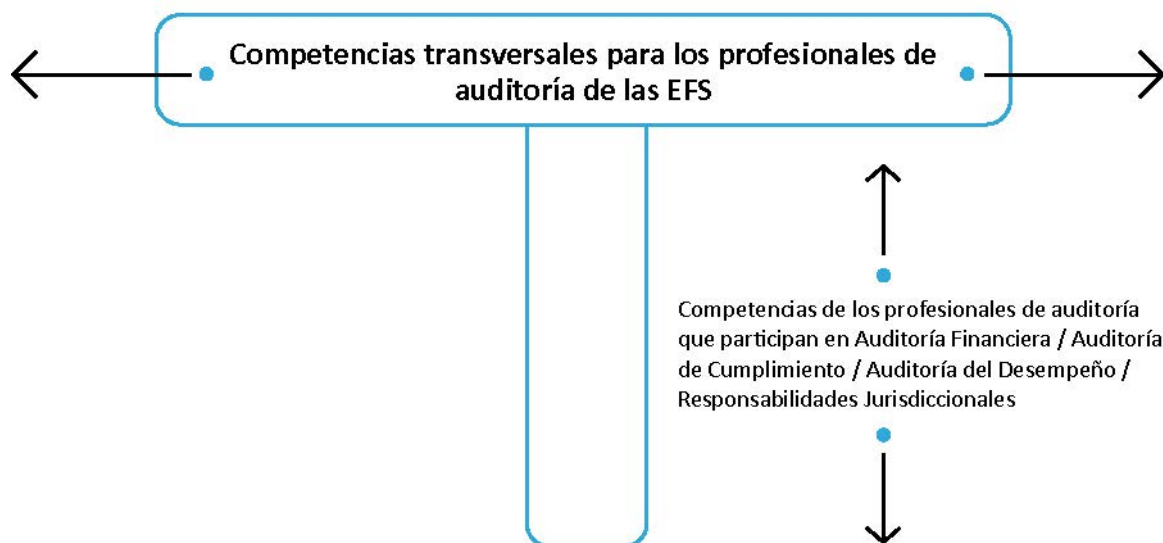 Competencias transversales para los profesionales de
auditoría de las EFS
Competencias de los profesionales de auditoría
que participan en Auditoría Financiera / Auditoría
de Cumplimiento / Auditoría del Desempeño /
Responsabilidades Jurisdiccionales